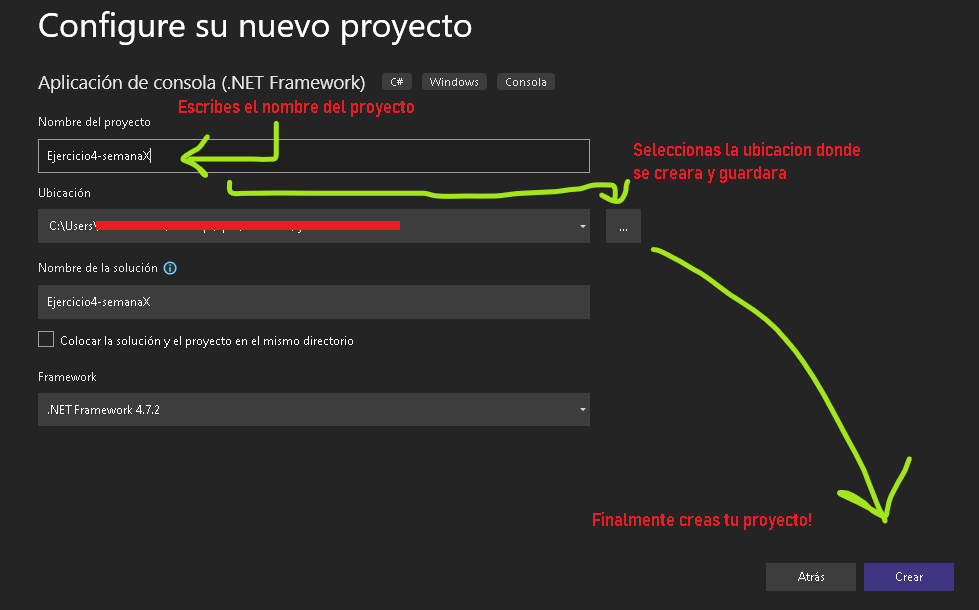 Configure su nuevo proyecto
Aplicación de consola (.NET Framework) C# Windows Consola
Escribes el nombre del proyecto
Nombre del proyecto
Ejercicio4-semanaX
Seleccionas la ubicacion donde
se creara y guardara
Ubicación
C:\Users\
...
Nombre de la solución
Ejercicio4-semanaX
Colocar la solución y el proyecto en el mismo directorio
Framework
.NET Framework 4.7.2
Finalmente creas tu proyecto!
Atrás Crear